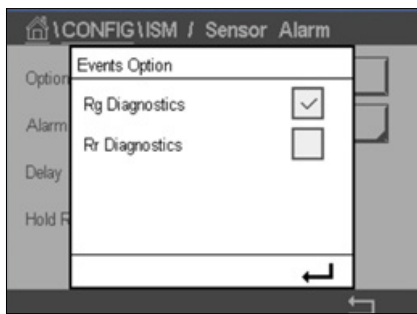 \CONFIG\ISM / Sensor Alarm
Events Option
Option
Rg Diagnostics
Alarm
Rr Diagnostics
Delay
Hold R